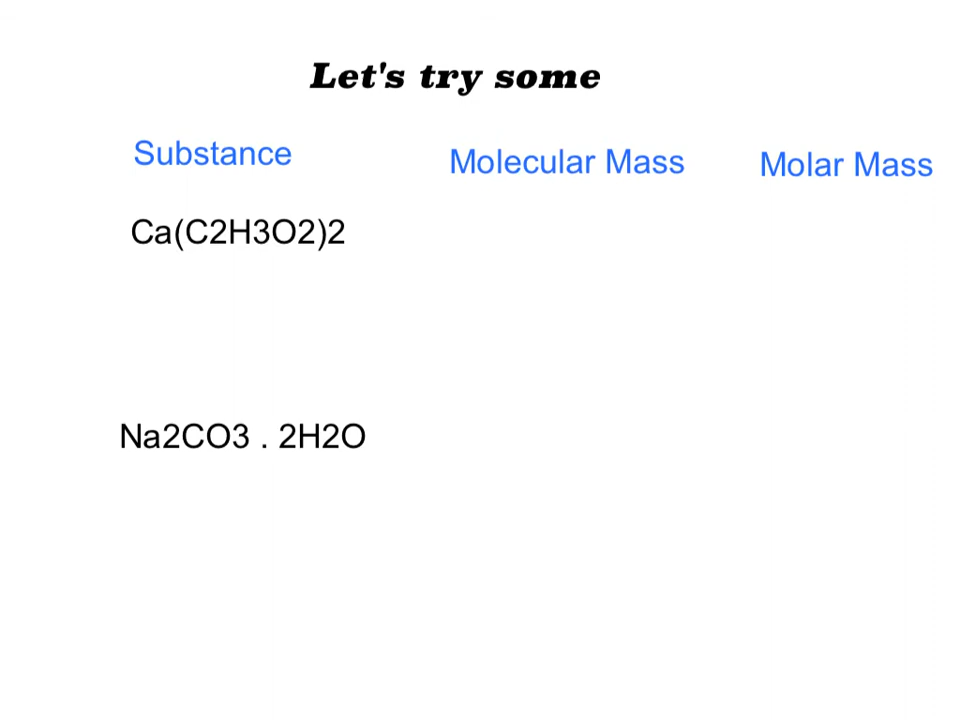 Let's try some
Substance
Molecular Mass
Molar Mass
Ca(C2H3O2)2
Na2CO3 . 2H2O